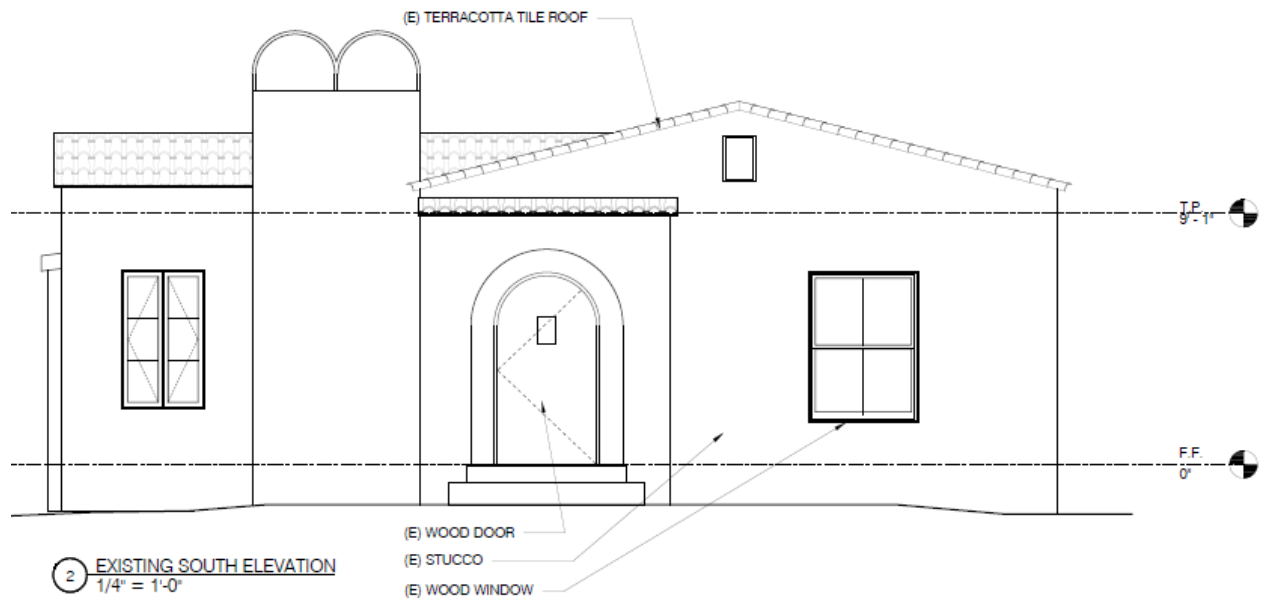 (E) TERRACOTTA TILE ROOF
T.P.
9' - 1"
F.F.
0"
(E) WOOD DOOR
(E) STUCCO
(E) WOOD WINDOW
2 EXISTING SOUTH ELEVATION
1/4" = 1'-0"